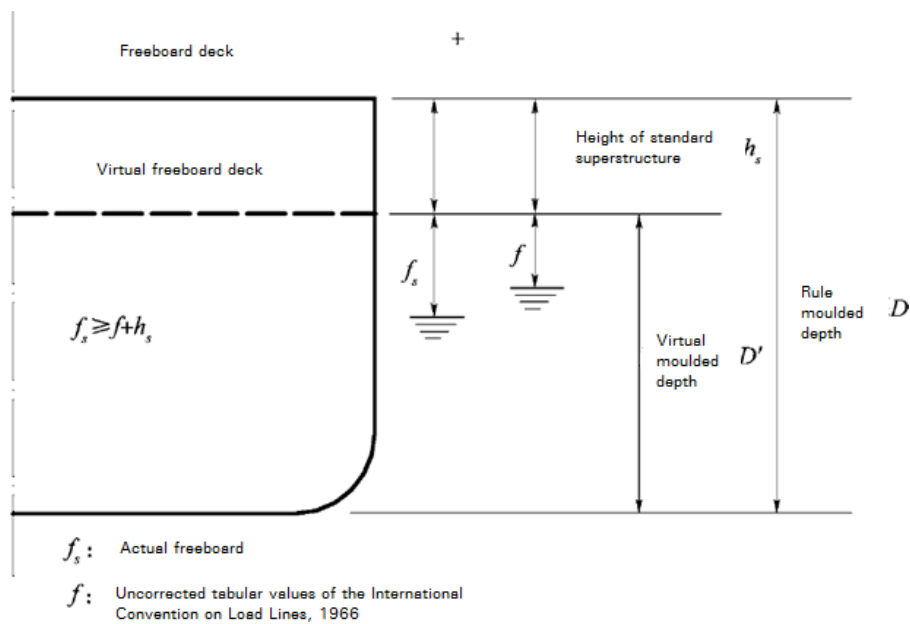 Freeboard deck
+
Height of standard
superstructure
h_s
Virtual freeboard deck
f_s
f
f_s ≥ f+h_s
Virtual
moulded
depth
D'
Rule
moulded
depth
D
f_s: Actual freeboard
f: Uncorrected tabular values of the International
Convention on Load Lines, 1966